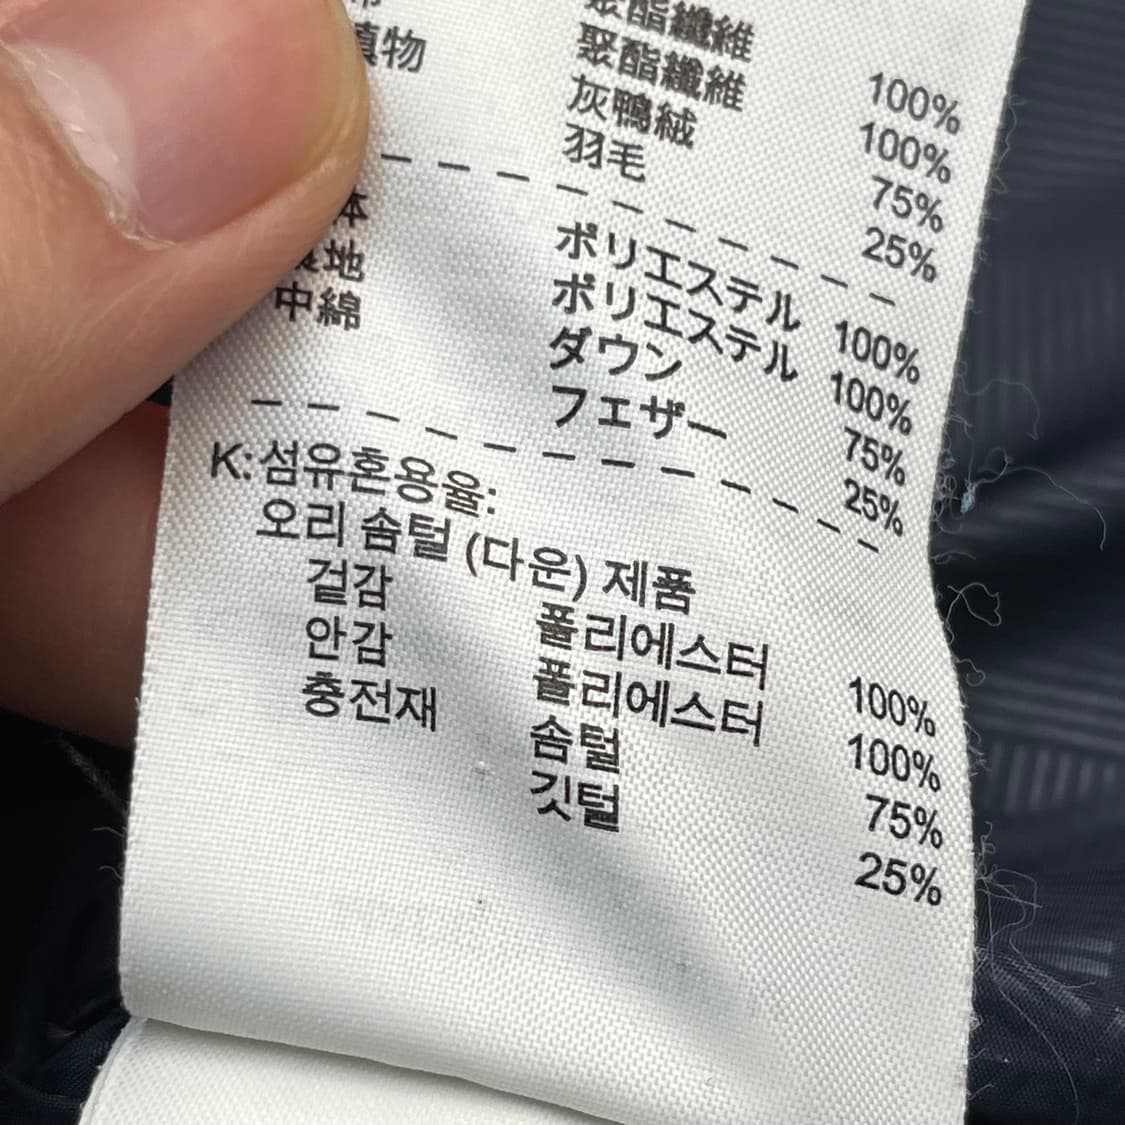 聚酯纖維 100%
聚酯纖維 100%
灰鴨絨 75%
羽毛 25%
ポリエステル 100%
地 ポリエステル 100%
中綿 ダウン 75%
フェザー 25%
K:섬유혼용율:
오리 솜털 (다운) 제품
겉감 폴리에스터 100%
안감 폴리에스터 100%
충전재 솜털 75%
깃털 25%